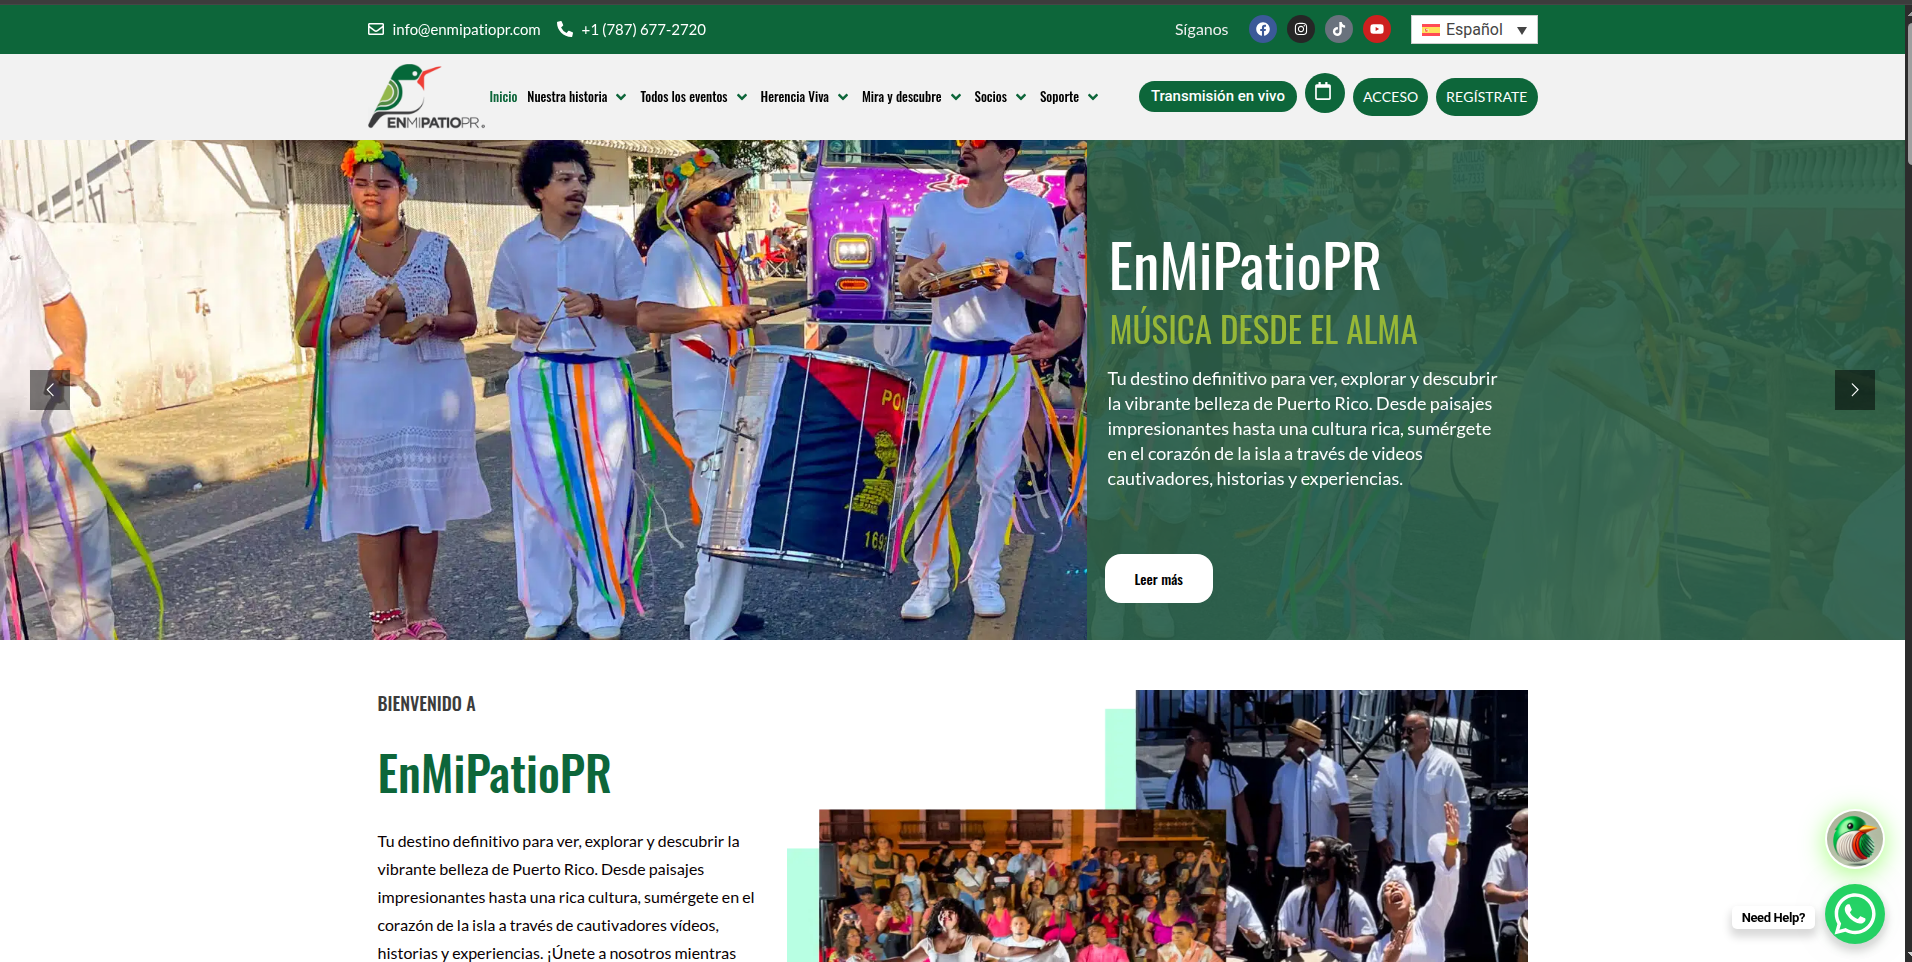 info@enmipatiopr.com
+1 (787) 677-2720
Síganos
Español
ENMIPATIOPR.
Inicio
Nuestra historia
Todos los eventos
Herencia Viva
Mira y descubre
Socios
Soporte
Transmisión en vivo
ACCESO
REGÍSTRATE
EnMiPatioPR
MÚSICA DESDE EL ALMA
Tu destino definitivo para ver, explorar y descubrir
la vibrante belleza de Puerto Rico. Desde paisajes
impresionantes hasta una cultura rica, sumérgete
en el corazón de la isla a través de videos
cautivadores, historias y experiencias.
Leer más
BIENVENIDO A
EnMiPatioPR
Tu destino definitivo para ver, explorar y descubrir la
vibrante belleza de Puerto Rico. Desde paisajes
impresionantes hasta una rica cultura, sumérgete en el
corazón de la isla a través de cautivadores vídeos,
historias y experiencias. ¡Únete a nosotros mientras
Need Help?